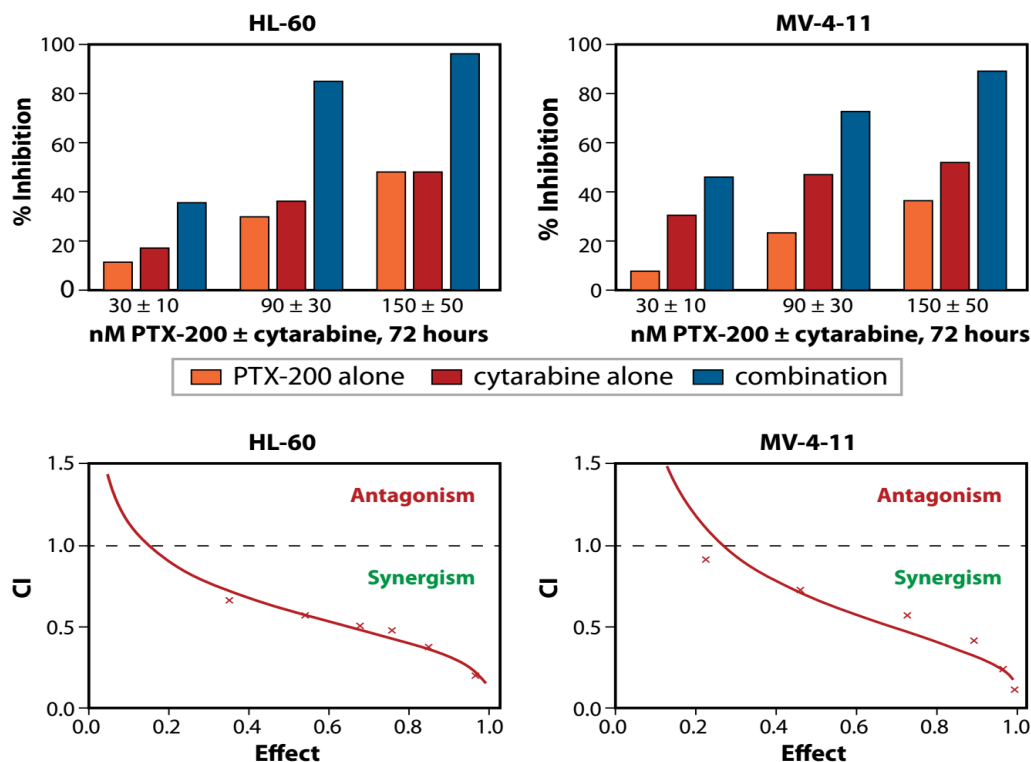 HL-60
% Inhibition
100
80
60
40
20
0
30 ± 10
90 ± 30
150 ± 50
nM PTX-200 ± cytarabine, 72 hours
MV-4-11
% Inhibition
100
80
60
40
20
0
30 ± 10
90 ± 30
150 ± 50
nM PTX-200 ± cytarabine, 72 hours
PTX-200 alone
cytarabine alone
combination
HL-60
CI
1.5
1.0
0.5
0.0
Antagonism
Synergism
0.0
0.2
0.4
0.6
0.8
1.0
Effect
MV-4-11
CI
1.5
1.0
0.5
0.0
Antagonism
Synergism
0.0
0.2
0.4
0.6
0.8
1.0
Effect